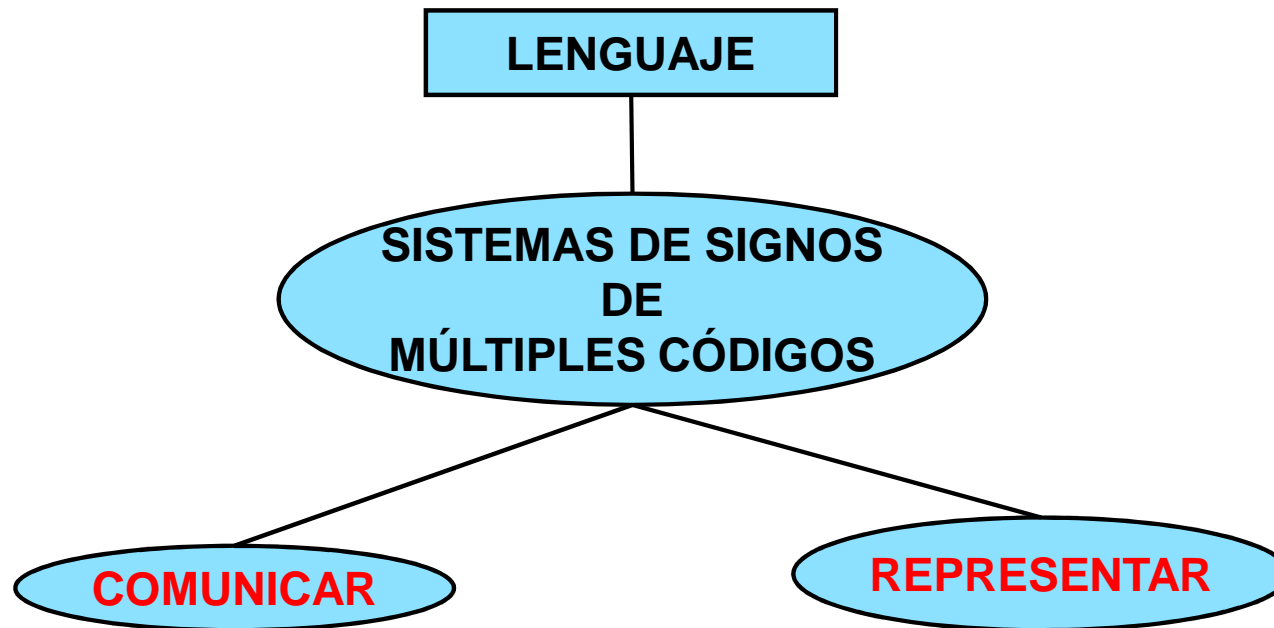 LENGUAJE
SISTEMAS DE SIGNOS
DE
MÚLTIPLES CÓDIGOS
COMUNICAR
REPRESENTAR